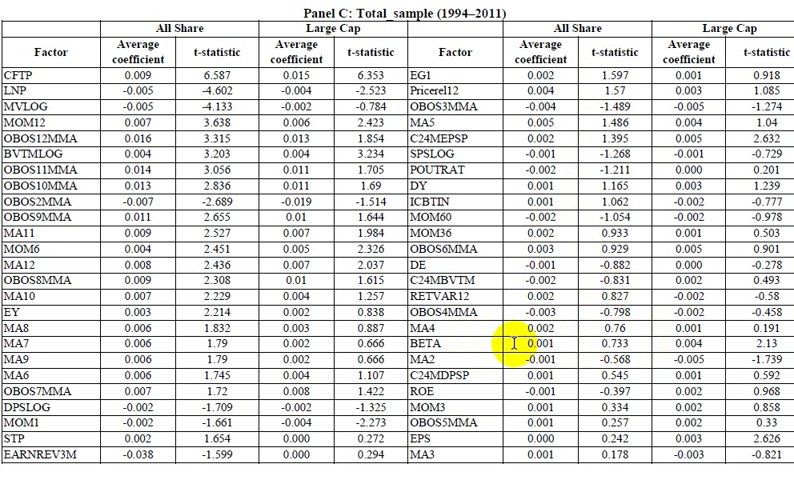 Panel C: Total_sample (1994–2011)
All Share Large Cap All Share Large Cap
Factor Average coefficient t-statistic Average coefficient t-statistic Factor Average coefficient t-statistic Average coefficient t-statistic
CFTP 0.009 6.587 0.015 6.353 EG1 0.002 1.597 0.001 0.918
LNP -0.005 -4.602 -0.004 -2.523 Pricerel12 0.004 1.57 0.003 1.085
MVLOG -0.005 -4.133 -0.002 -0.784 OBOS3MMA -0.004 -1.489 -0.005 -1.274
MOM12 0.007 3.638 0.006 2.423 MA5 0.005 1.486 0.004 1.04
OBOS12MMA 0.016 3.315 0.013 1.854 C24MEPSP 0.002 1.395 0.005 2.632
BVTMLOG 0.004 3.203 0.004 3.234 SPSLOG -0.001 -1.268 -0.001 -0.729
OBOS11MMA 0.014 3.056 0.011 1.705 POUTRAT -0.002 -1.211 0.000 0.201
OBOS10MMA 0.013 2.836 0.011 1.69 DY 0.001 1.165 0.003 1.239
OBOS2MMA -0.007 -2.689 -0.019 -1.514 ICBTIN 0.001 1.062 -0.002 -0.777
OBOS9MMA 0.011 2.655 0.01 1.644 MOM60 -0.002 -1.054 -0.002 -0.978
MA11 0.009 2.527 0.007 1.984 MOM36 0.002 0.933 0.001 0.503
MOM6 0.004 2.451 0.005 2.326 OBOS6MMA 0.003 0.929 0.005 0.901
MA12 0.008 2.436 0.007 2.037 DE -0.001 -0.882 0.000 -0.278
OBOS8MMA 0.009 2.308 0.01 1.615 C24MBVTM -0.002 -0.831 0.002 0.493
MA10 0.007 2.229 0.004 1.257 RETVAR12 0.002 0.827 -0.002 -0.58
EY 0.003 2.214 0.002 0.838 OBOS4MMA -0.003 -0.798 -0.002 -0.458
MA8 0.006 1.832 0.003 0.887 MA4 0.002 0.76 0.001 0.191
MA7 0.006 1.79 0.002 0.666 BETA 0.001 0.733 0.004 2.13
MA9 0.006 1.79 0.002 0.666 MA2 -0.001 -0.568 -0.005 -1.739
MA6 0.006 1.745 0.004 1.107 C24MDPSP 0.001 0.545 0.001 0.592
OBOS7MMA 0.007 1.72 0.008 1.422 ROE -0.001 -0.397 0.002 0.968
DPSLOG -0.002 -1.709 -0.002 -1.325 MOM3 0.001 0.334 0.002 0.858
MOM1 -0.002 -1.661 -0.004 -2.273 OBOS5MMA 0.001 0.257 0.002 0.33
STP 0.002 1.654 0.000 0.272 EPS 0.000 0.242 0.003 2.626
EARNREV3M -0.038 -1.599 0.000 0.294 MA3 0.001 0.178 -0.003 -0.821